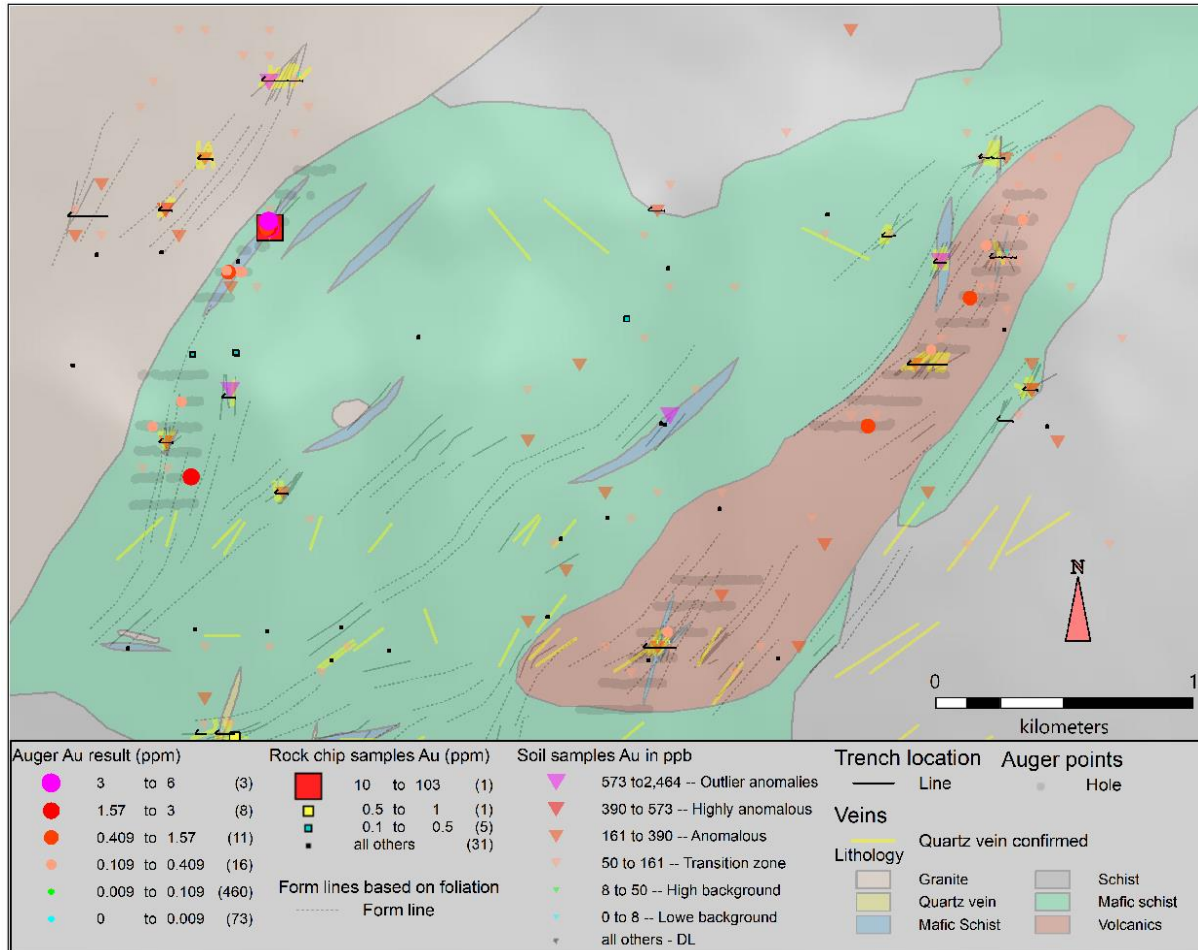 N
0 1
kilometers
Auger Au result (ppm)
3 to 6 (3)
1.57 to 3 (8)
0.409 to 1.57 (11)
0.109 to 0.409 (16)
0.009 to 0.109 (460)
0 to 0.009 (73)
Rock chip samples Au (ppm)
10 to 103 (1)
0.5 to 1 (1)
0.1 to 0.5 (5)
all others (31)
Form lines based on foliation
Form line
Soil samples Au in ppb
573 to2,464 -- Outlier anomalies
390 to 573 -- Highly anomalous
161 to 390 -- Anomalous
50 to 161 -- Transition zone
8 to 50 -- High background
0 to 8 -- Lowe background
all others - DL
Trench location
Line
Auger points
Hole
Veins
Quartz vein confirmed
Lithology
Granite
Quartz vein
Mafic Schist
Schist
Mafic schist
Volcanics